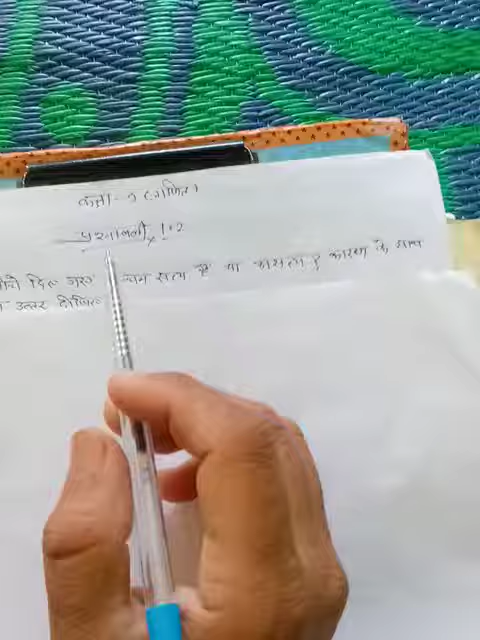 कक्षा - 9 (गणित)
प्रश्नावली 1.2
नीचे दिए गए कथन सत्य है या असत्य है कारण के साथ
उत्तर दीजिए